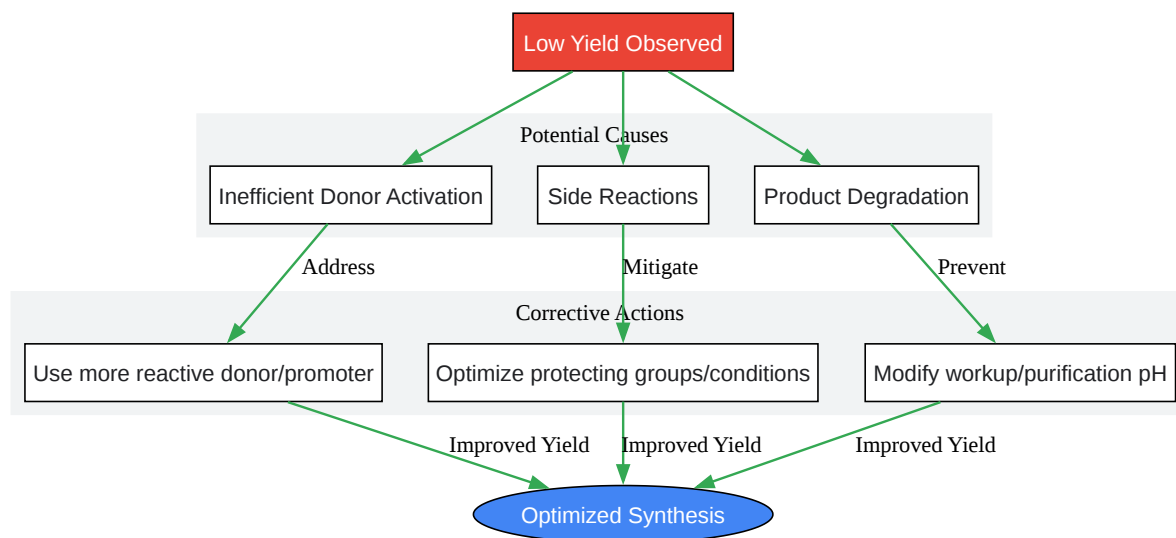 Low Yield Observed
Potential Causes
Inefficient Donor Activation
Side Reactions
Product Degradation
Address
Mitigate
Prevent
Corrective Actions
Use more reactive donor/promoter
Optimize protecting groups/conditions
Modify workup/purification pH
Improved Yield
Improved Yield
Improved Yield
Optimized Synthesis